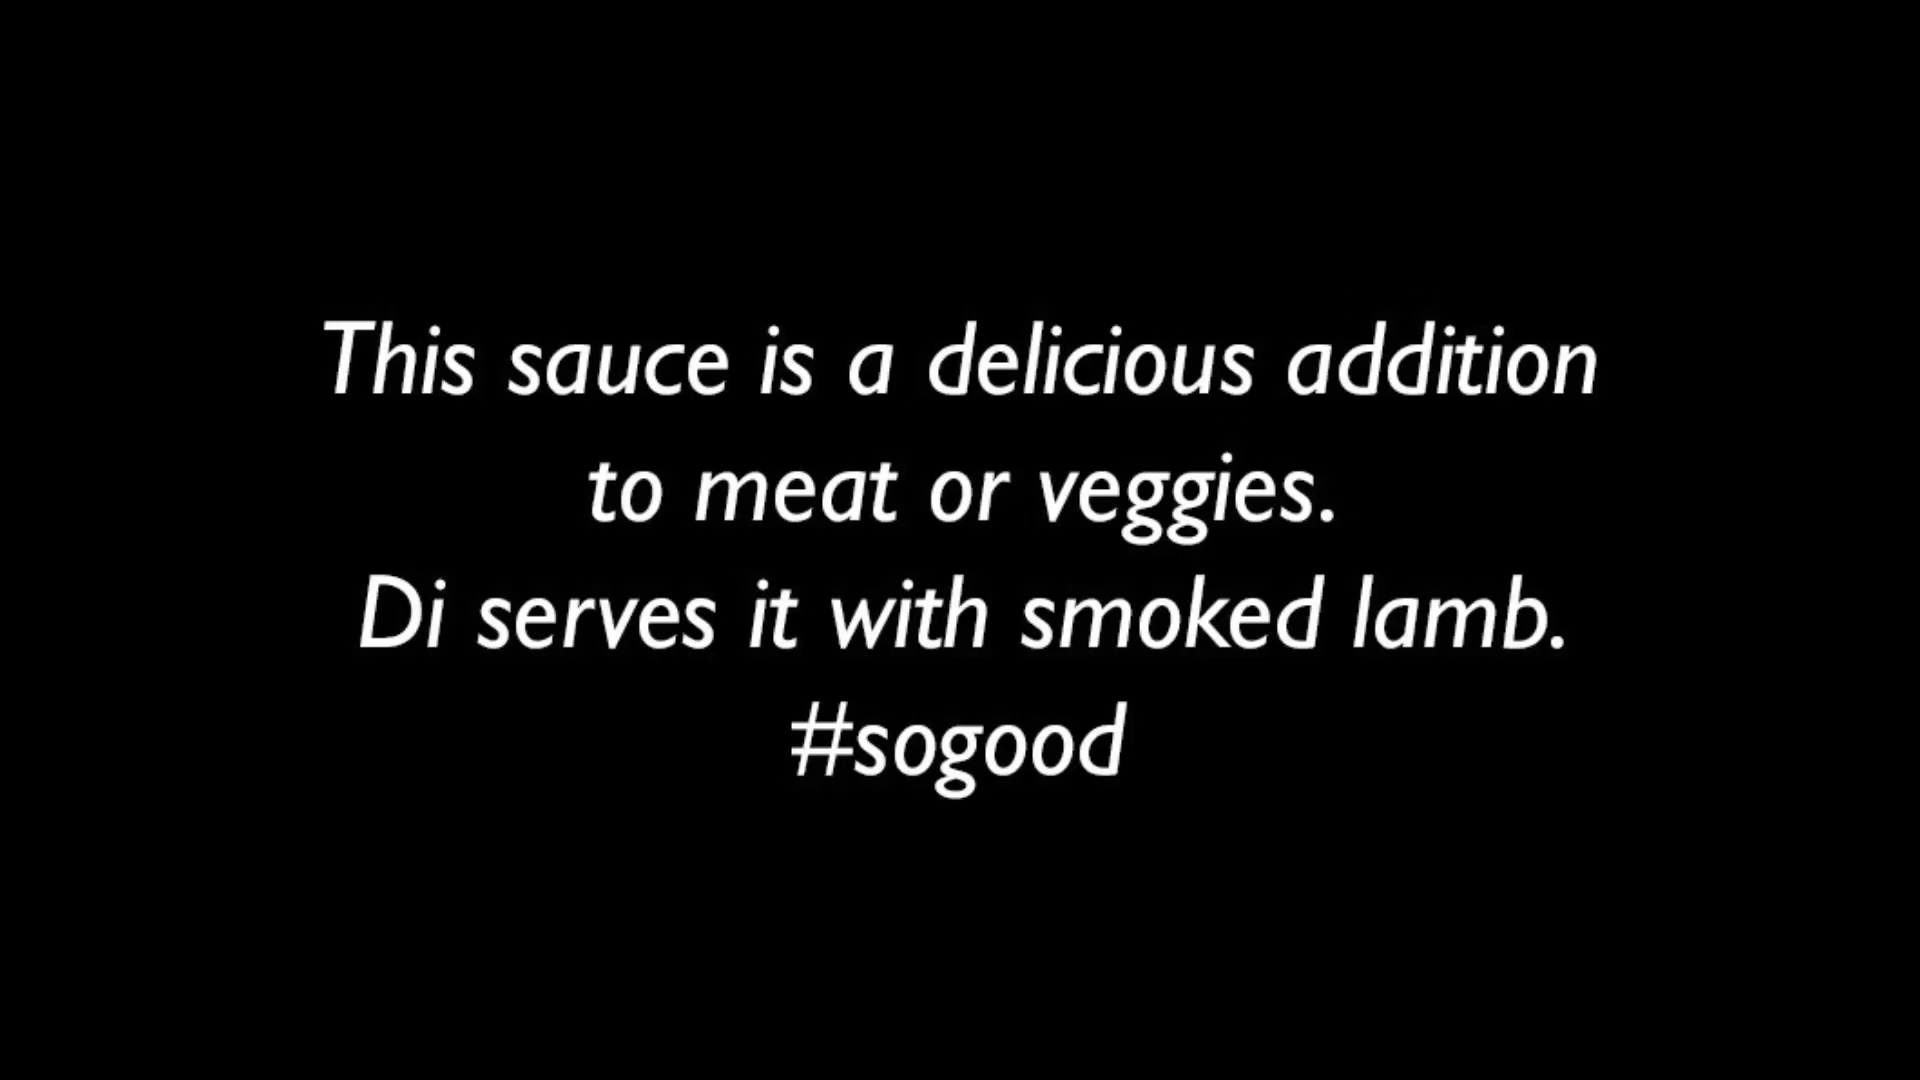 This sauce is a delicious addition
to meat or veggies.
Di serves it with smoked lamb.
#sogood